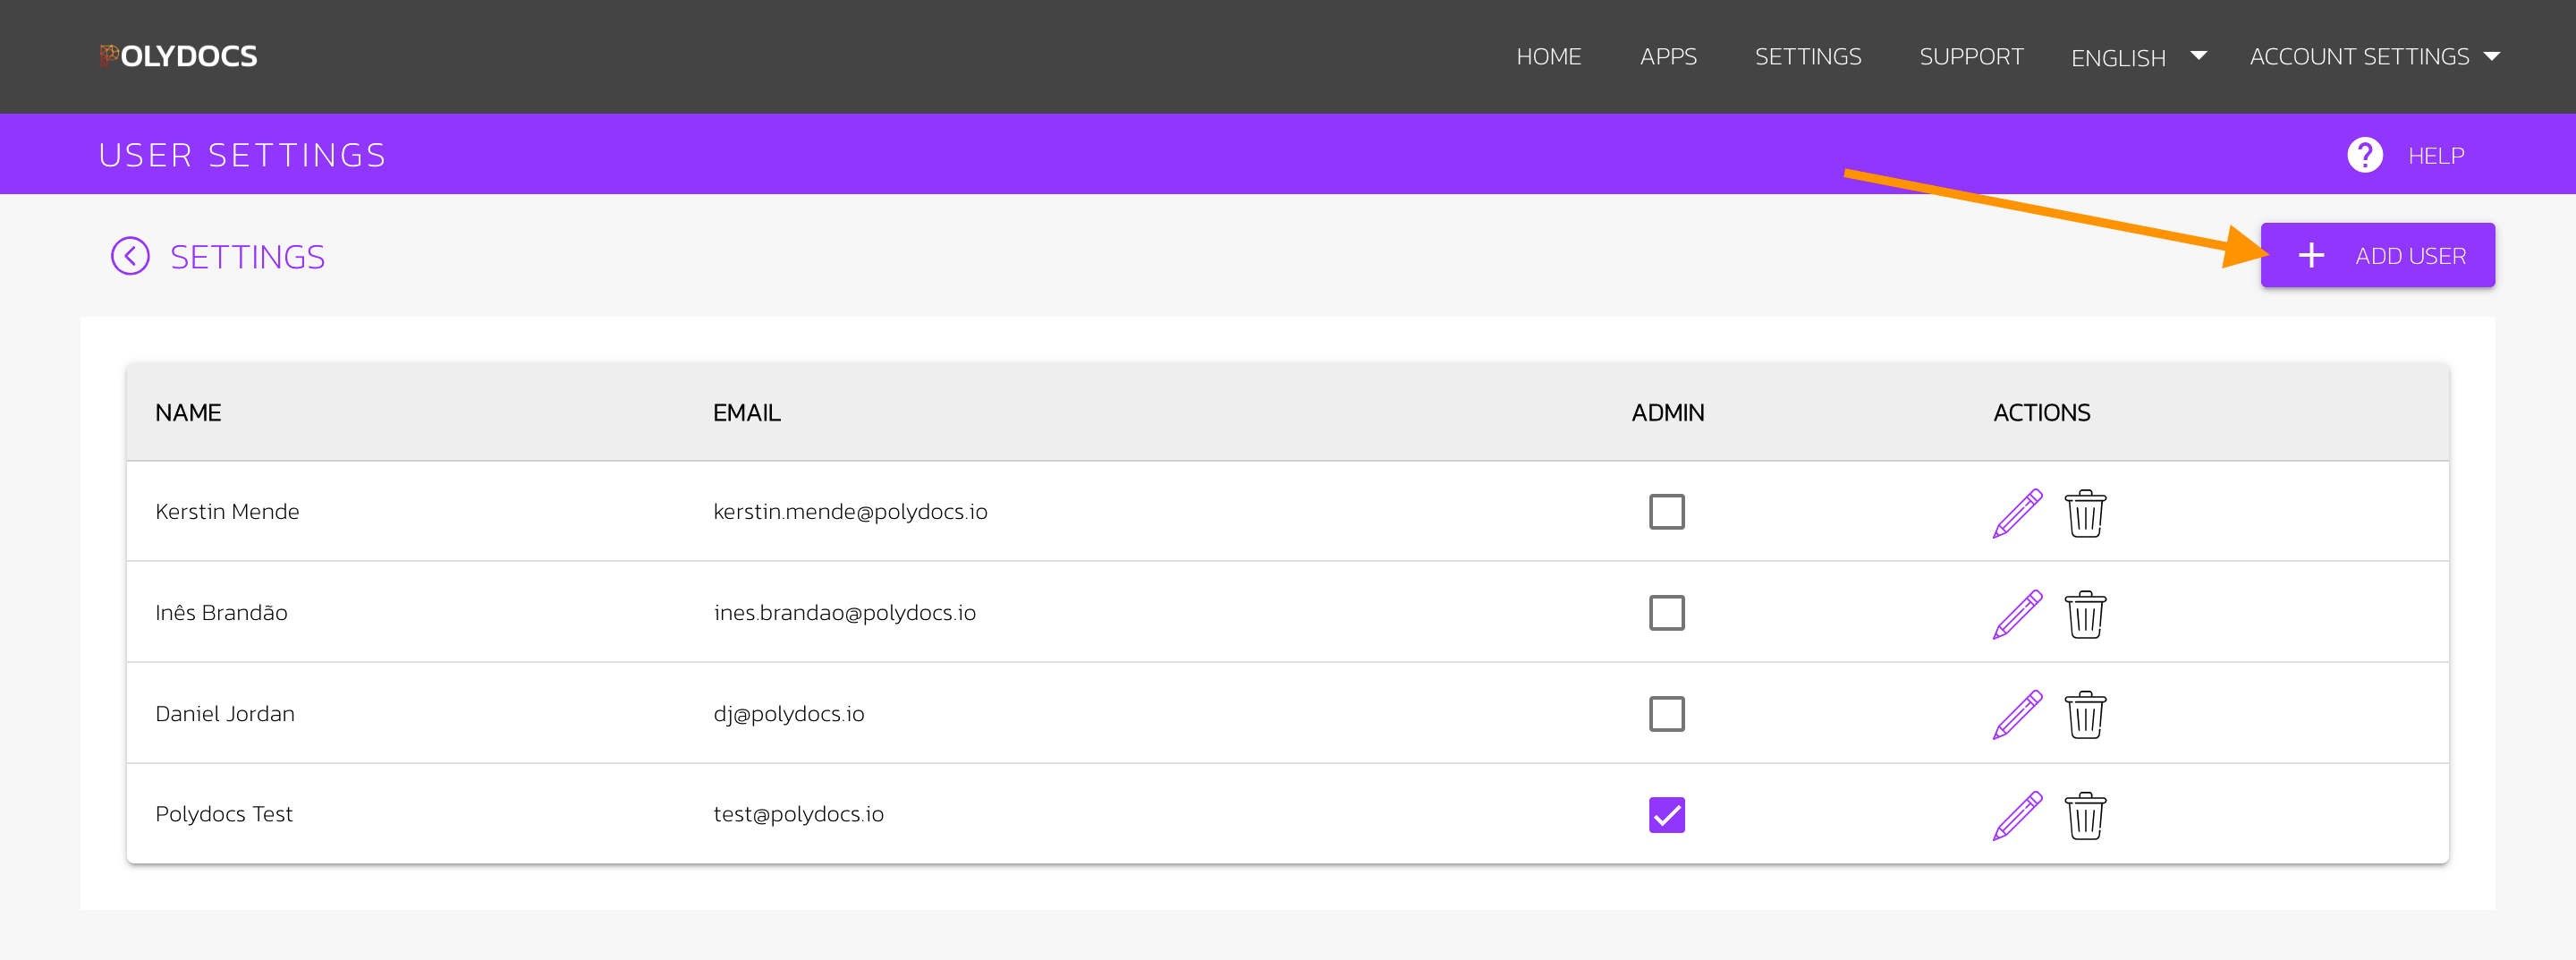 POLYDOCS
HOME APPS SETTINGS SUPPORT ENGLISH ACCOUNT SETTINGS
USER SETTINGS
? HELP
SETTINGS
+ ADD USER
NAME EMAIL ADMIN ACTIONS
Kerstin Mende kerstin.mende@polydocs.io
Inês Brandão ines.brandao@polydocs.io
Daniel Jordan dj@polydocs.io
Polydocs Test test@polydocs.io